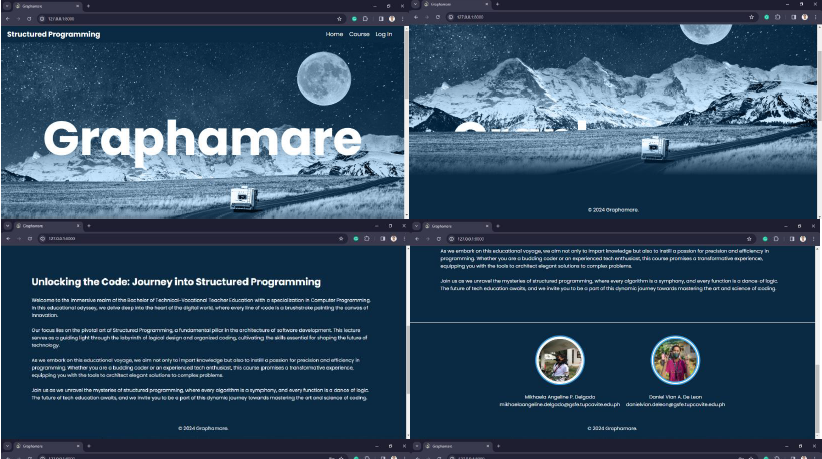 Graphamare
127.0.0.1:8000
Structured Programming
Home Course Log In
Graphamare
Graphamare
127.0.0.1:8000
© 2024 Graphamare.
Graphamare
127.0.0.1:8000
Unlocking the Code: Journey into Structured Programming
Welcome to the immersive realm of the Bachelor of Technical-Vocational Teacher Education with a specialization in Computer Programming.
In this educational odyssey, we delve deep into the heart of the digital world, where every line of code is a brushstroke painting the canvas of
innovation.
Our focus lies on the pivotal art of Structured Programming, a fundamental pillar in the architecture of software development. This lecture
serves as a guiding light through the labyrinth of logical design and organized coding, cultivating the skills essential for shaping the future of
technology.
As we embark on this educational voyage, we aim not only to impart knowledge but also to instill a passion for precision and efficiency in
programming. Whether you are a budding coder or an experienced tech enthusiast, this course promises a transformative experience,
equipping you with the tools to architect elegant solutions to complex problems.
Join us as we unravel the mysteries of structured programming, where every algorithm is a symphony, and every function is a dance of logic.
The future of tech education awaits, and we invite you to be a part of this dynamic journey towards mastering the art and science of coding.
© 2024 Graphamare.
Graphamare
127.0.0.1:8000
As we embark on this educational voyage, we aim not only to impart knowledge but also to instill a passion for precision and efficiency in
programming. Whether you are a budding coder or an experienced tech enthusiast, this course promises a transformative experience,
equipping you with the tools to architect elegant solutions to complex problems.
Join us as we unravel the mysteries of structured programming, where every algorithm is a symphony, and every function is a dance of logic.
The future of tech education awaits, and we invite you to be a part of this dynamic journey towards mastering the art and science of coding.
Mikhaela Angeline P. Delgado
mikhaelaangeline.delgado@gsfe.tupcavite.edu.ph
Daniel Vian A. De Leon
danielvian.deleon@gsfe.tupcavite.edu.ph
© 2024 Graphamare.
Graphamare
Graphamare